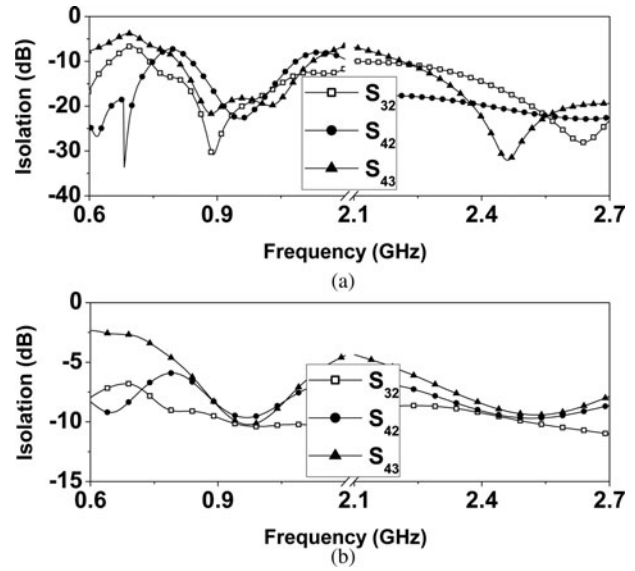 0
-10
-20
-30
-40
Isolation (dB)
S32
S42
S43
0.6 0.9 2.1 2.4 2.7
Frequency (GHz)
(a)
0
-5
-10
-15
Isolation (dB)
S32
S42
S43
0.6 0.9 2.1 2.4 2.7
Frequency (GHz)
(b)